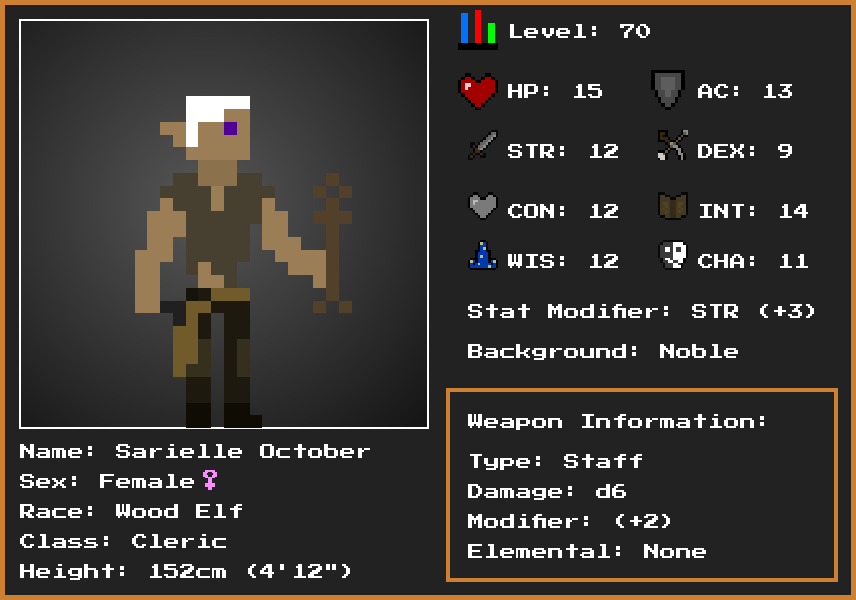 Level: 70
HP: 15 AC: 13
STR: 12 DEX: 9
CON: 12 INT: 14
WIS: 12 CHA: 11
Stat Modifier: STR (+3)
Background: Noble
Weapon Information:
Type: Staff
Damage: d6
Modifier: (+2)
Elemental: None
Name: Sarielle October
Sex: Female♀
Race: Wood Elf
Class: Cleric
Height: 152cm (4'12")